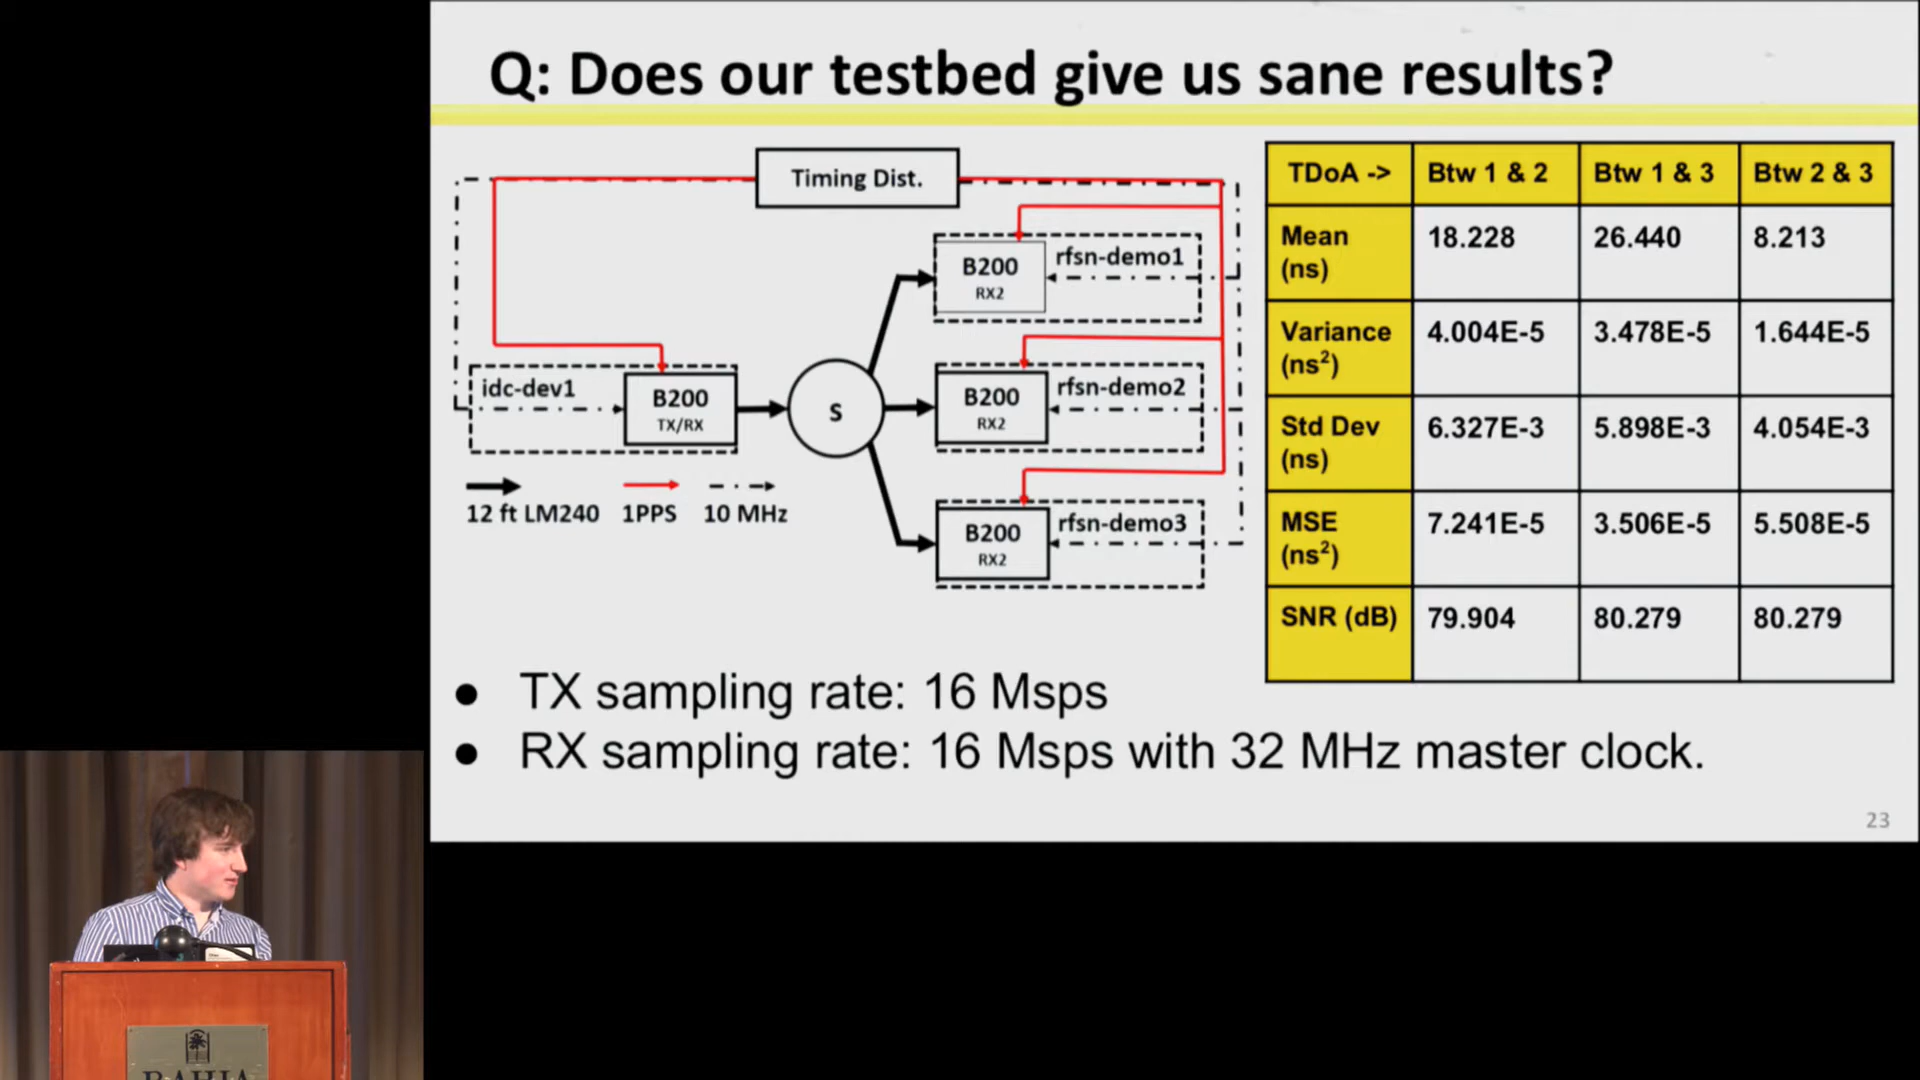 Q: Does our testbed give us sane results?
Timing Dist.
B200
RX2
rfsn-demo1
idc-dev1
B200
TX/RX
S
B200
RX2
rfsn-demo2
12 ft LM240
1PPS
10 MHz
B200
RX2
rfsn-demo3
TDoA -> Btw 1 & 2 Btw 1 & 3 Btw 2 & 3
Mean (ns) 18.228 26.440 8.213
Variance (ns²) 4.004E-5 3.478E-5 1.644E-5
Std Dev (ns) 6.327E-3 5.898E-3 4.054E-3
MSE (ns²) 7.241E-5 3.506E-5 5.508E-5
SNR (dB) 79.904 80.279 80.279
● TX sampling rate: 16 Msps
● RX sampling rate: 16 Msps with 32 MHz master clock.
23
BAHIA